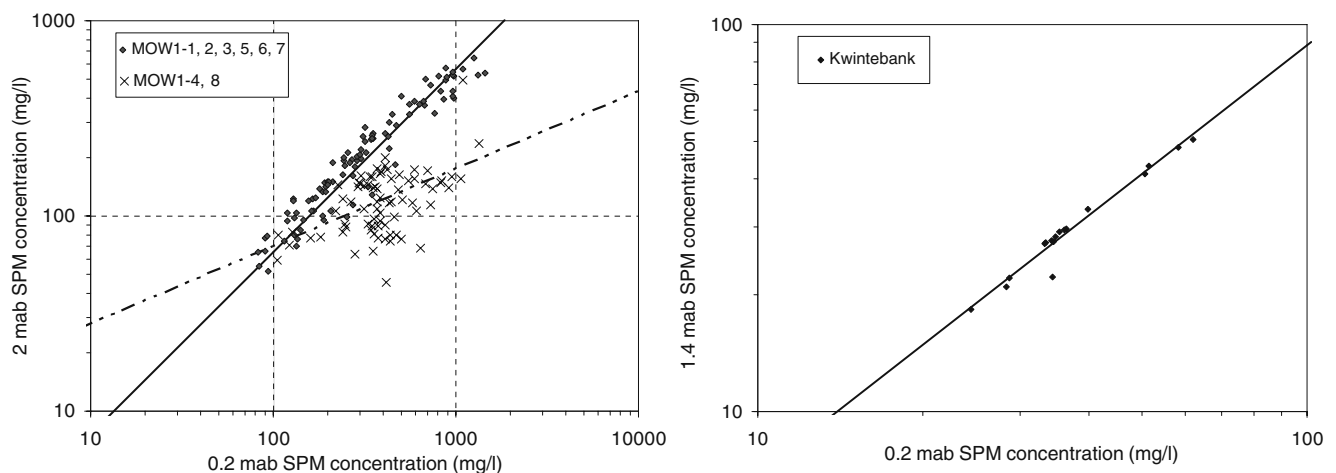 1000
100
10
2 mab SPM concentration (mg/l)
MOW1-1, 2, 3, 5, 6, 7
MOW1-4, 8
10
100
1000
10000
0.2 mab SPM concentration (mg/l)
100
10
1.4 mab SPM concentration (mg/l)
Kwintebank
10
100
0.2 mab SPM concentration (mg/l)